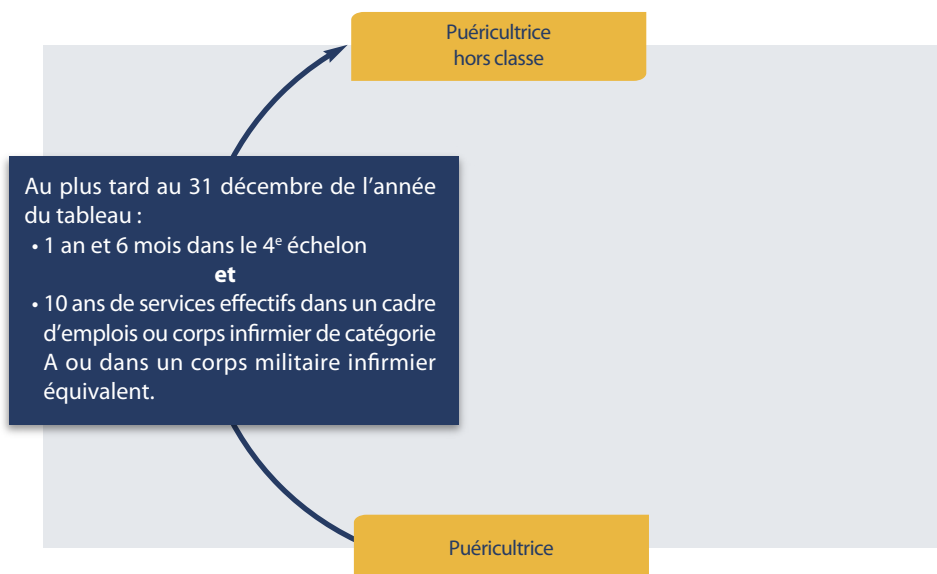 Puéricultrice
hors classe
Au plus tard au 31 décembre de l’année
du tableau :
• 1 an et 6 mois dans le 4e échelon
et
• 10 ans de services effectifs dans un cadre
d’emplois ou corps infirmier de catégorie
A ou dans un corps militaire infirmier
équivalent.
Puéricultrice